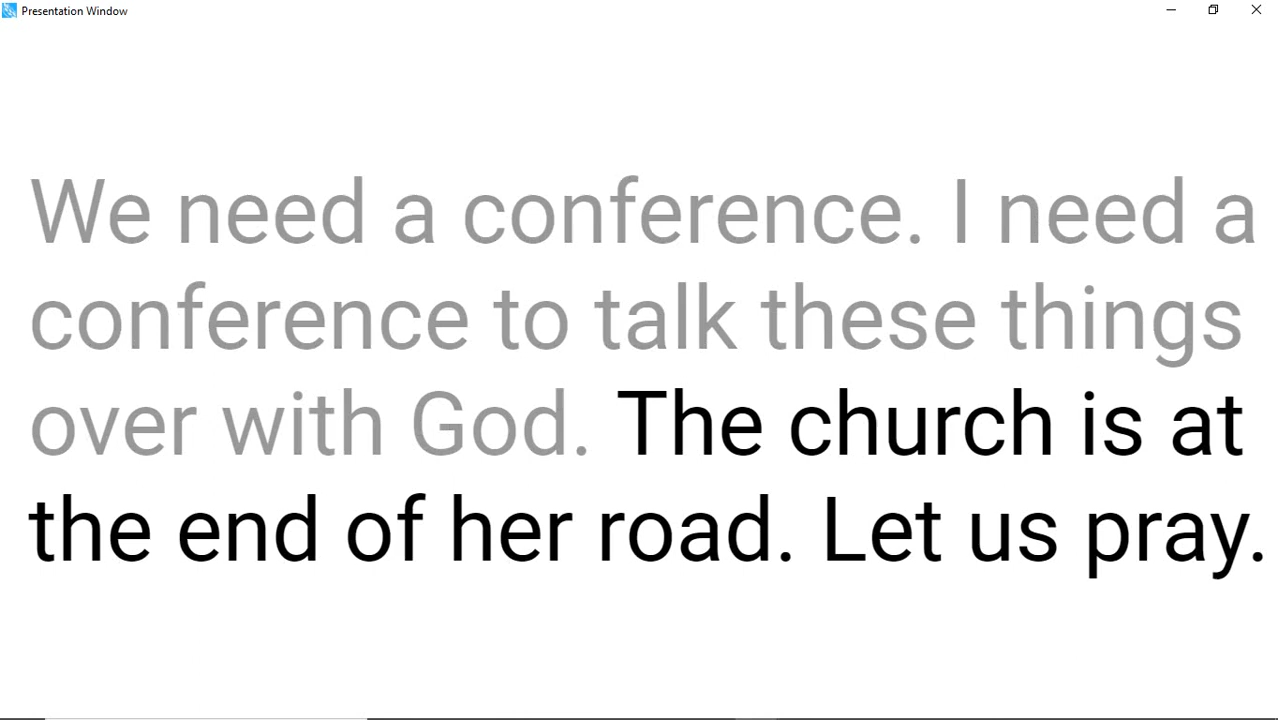 Presentation Window
We need a conference. I need a
conference to talk these things
over with God. The church is at
the end of her road. Let us pray.